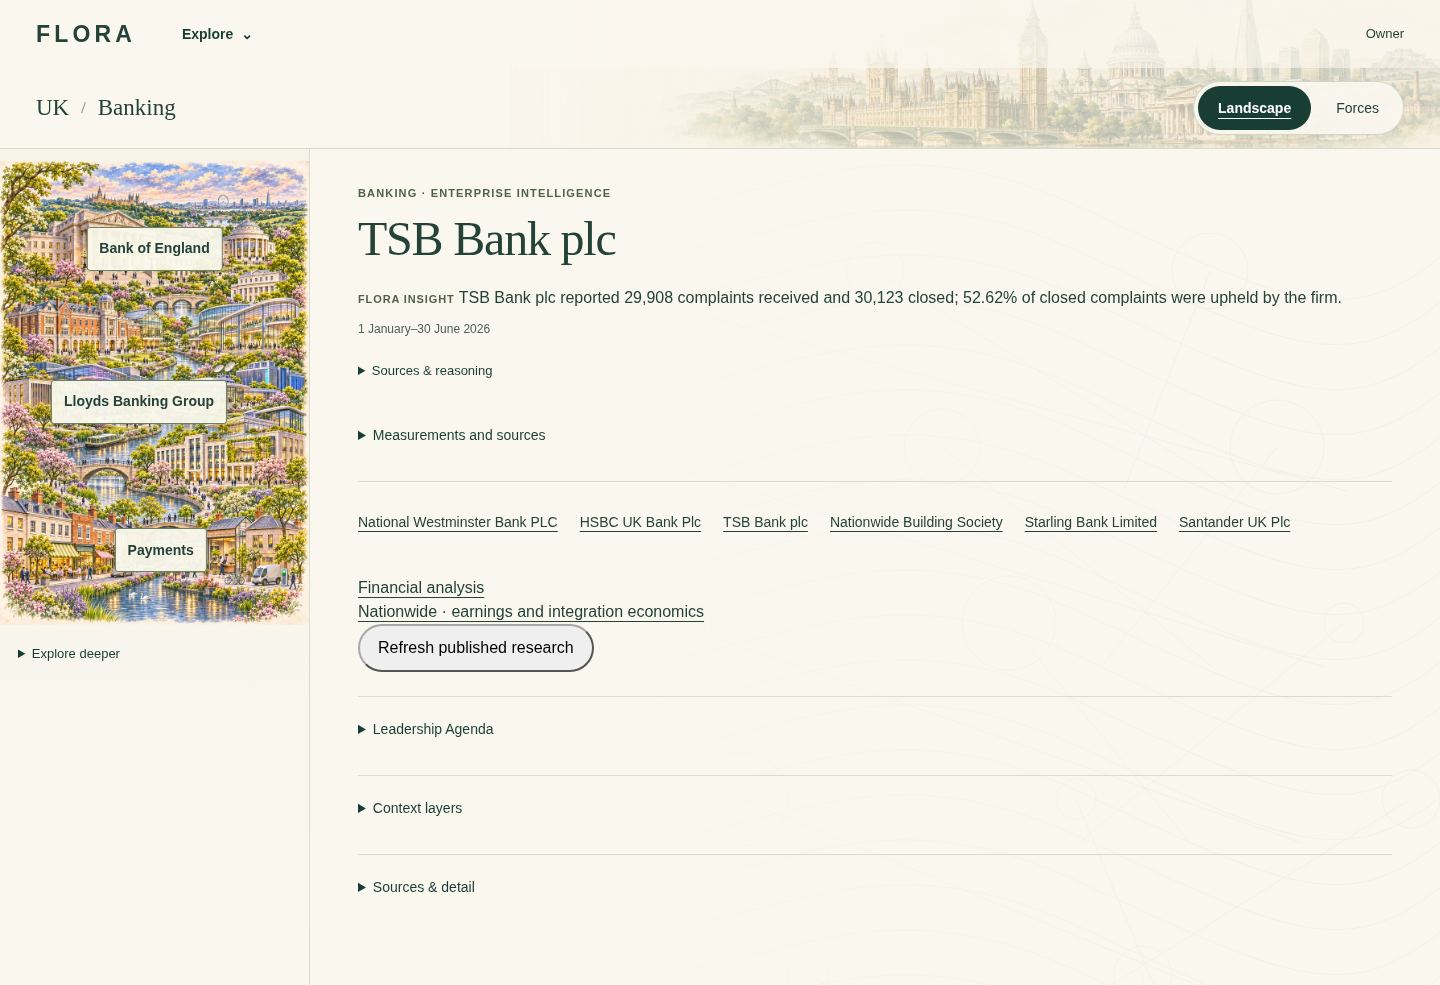 FLORA
Explore
Owner
UK / Banking
Landscape
Forces
Bank of England
Lloyds Banking Group
Payments
Explore deeper
BANKING · ENTERPRISE INTELLIGENCE
TSB Bank plc
FLORA INSIGHT TSB Bank plc reported 29,908 complaints received and 30,123 closed; 52.62% of closed complaints were upheld by the firm.
1 January–30 June 2026
Sources & reasoning
Measurements and sources
National Westminster Bank PLC HSBC UK Bank Plc TSB Bank plc Nationwide Building Society Starling Bank Limited Santander UK Plc
Financial analysis
Nationwide · earnings and integration economics
Refresh published research
Leadership Agenda
Context layers
Sources & detail